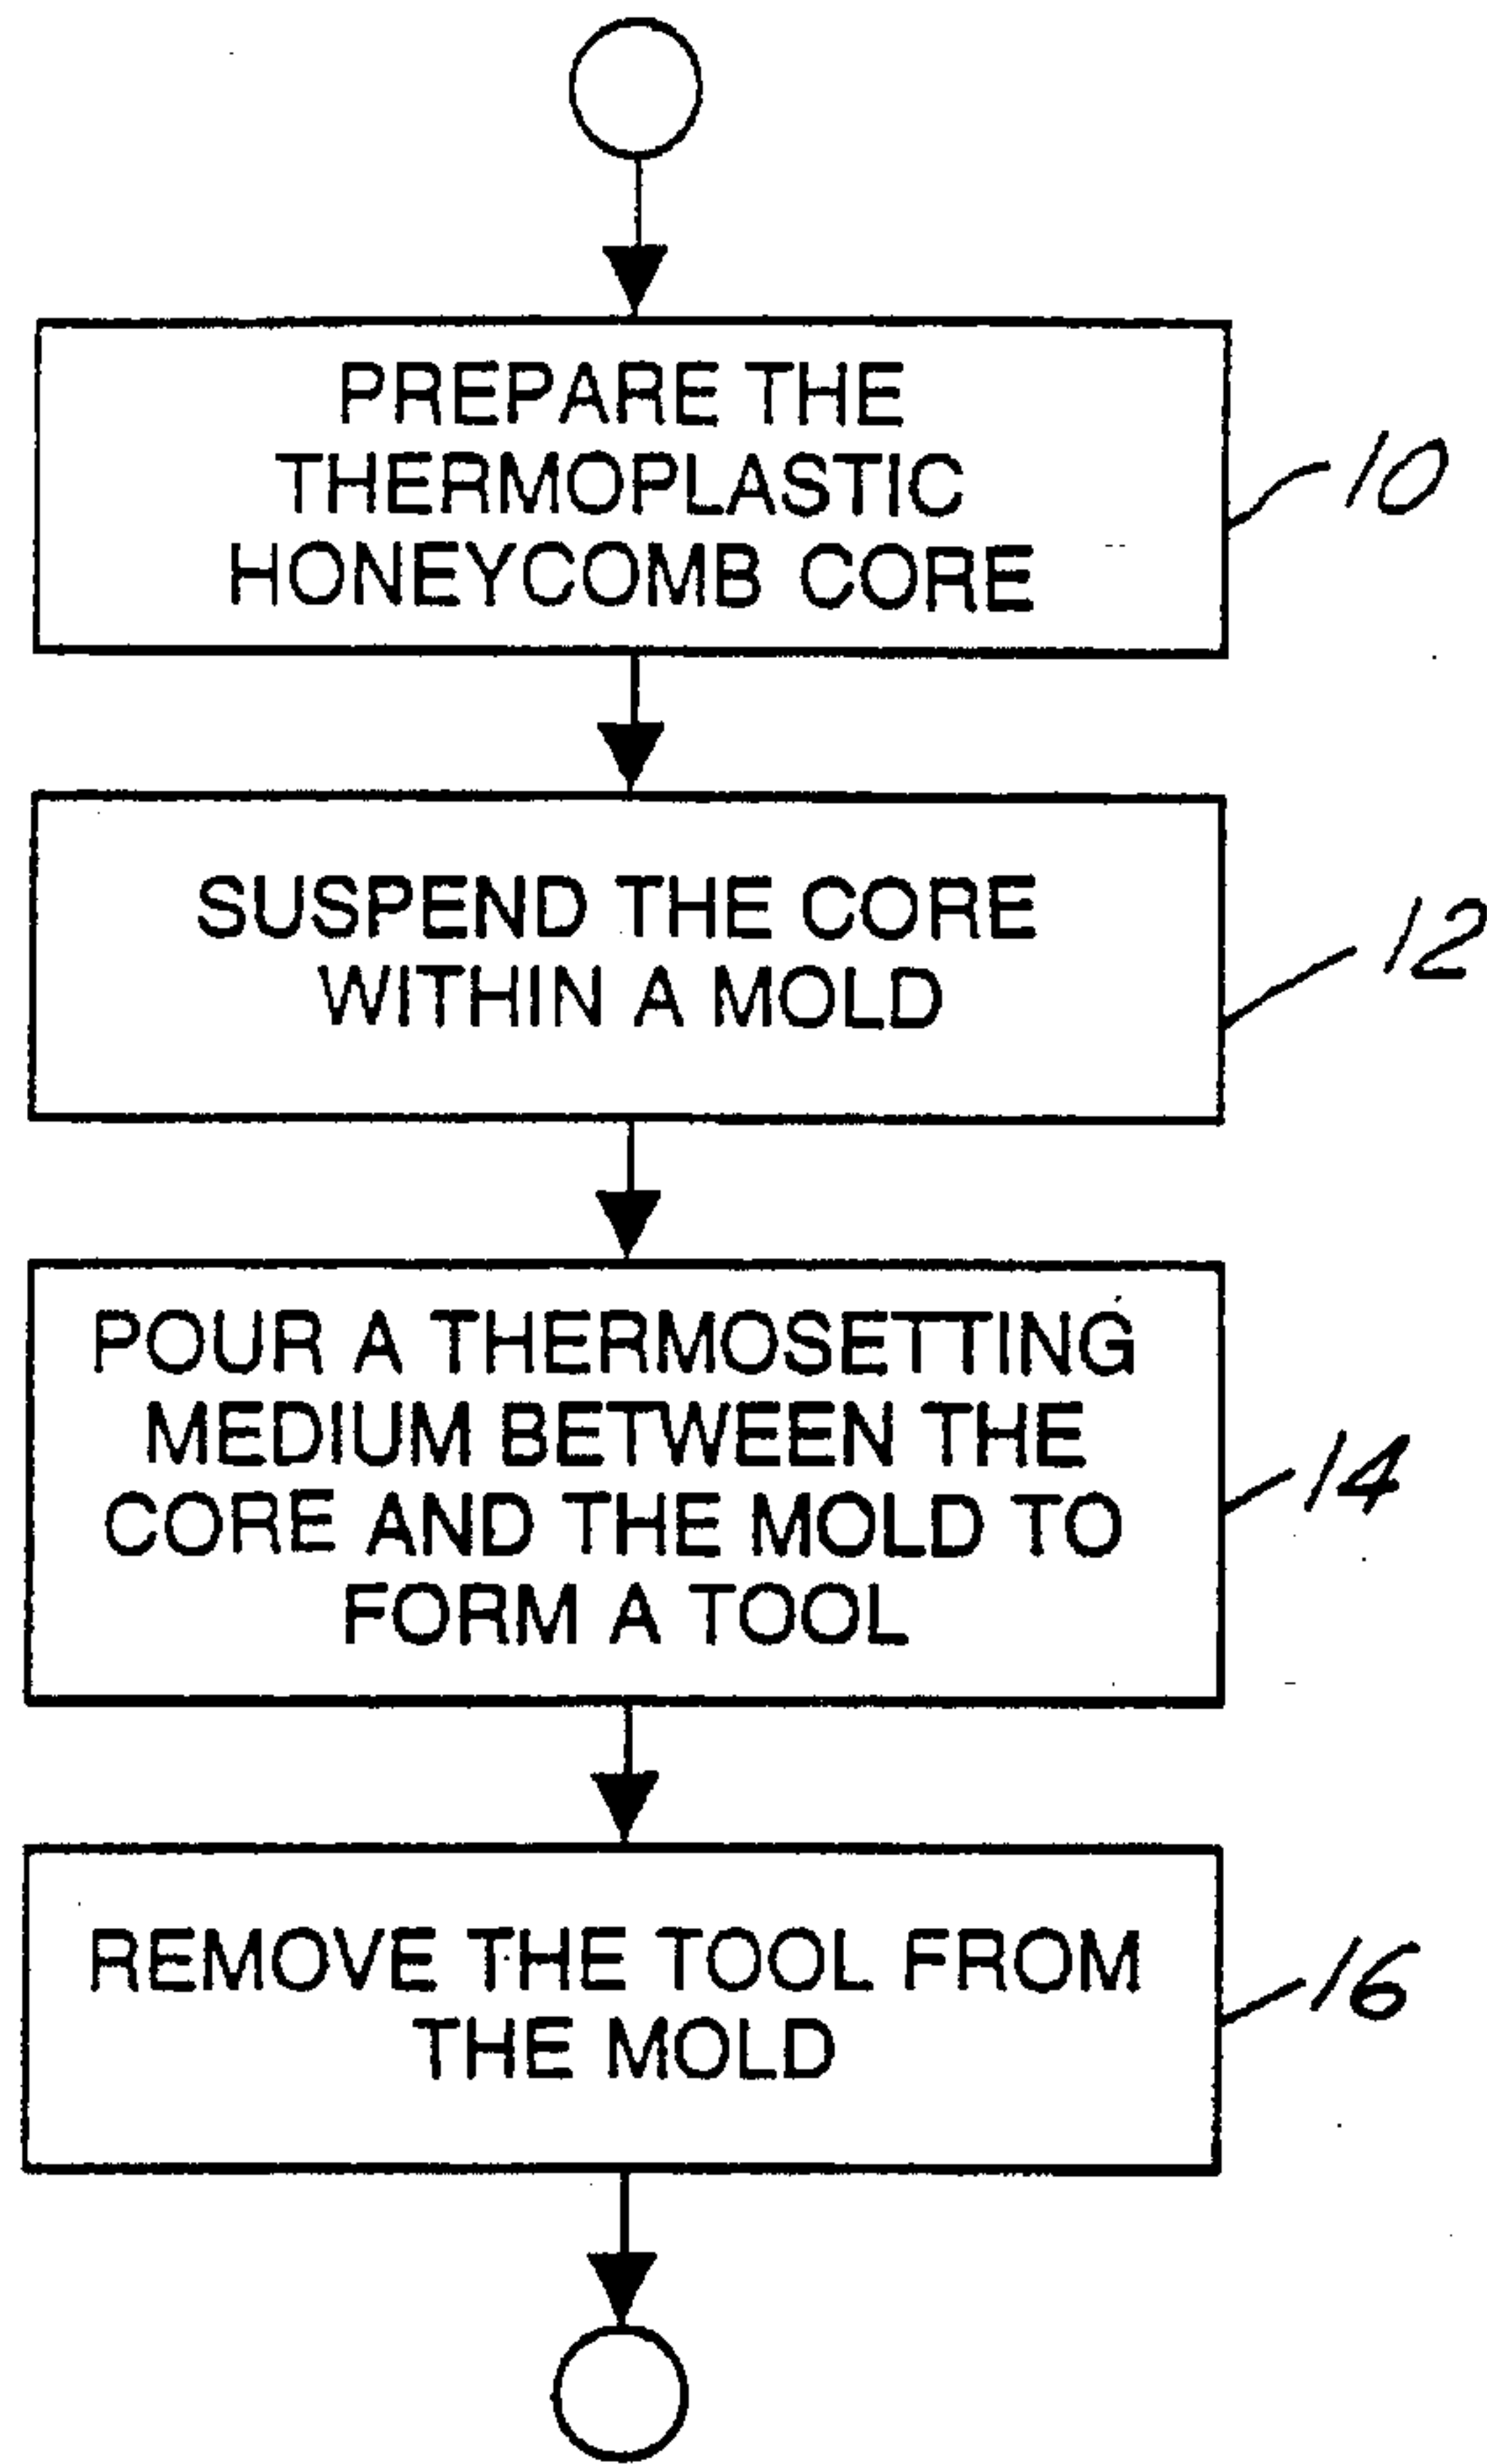 PREPARE THE
THERMOPLASTIC
HONEYCOMB CORE
10
SUSPEND THE CORE
WITHIN A MOLD
12
POUR A THERMOSETTING
MEDIUM BETWEEN THE
CORE AND THE MOLD TO
FORM A TOOL
14
REMOVE THE TOOL FROM
THE MOLD
16